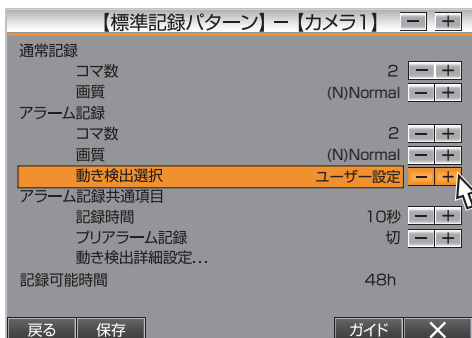 【標準記録パターン】 － 【カメラ1】 － ＋
通常記録
コマ数 2 － ＋
画質 (N)Normal － ＋
アラーム記録
コマ数 2 － ＋
画質 (N)Normal － ＋
動き検出選択 ユーザー設定 － ＋
アラーム記録共通項目
記録時間 10秒 － ＋
プリアラーム記録 切 － ＋
動き検出詳細設定...
記録可能時間 48h
戻る 保存 ガイド ✕